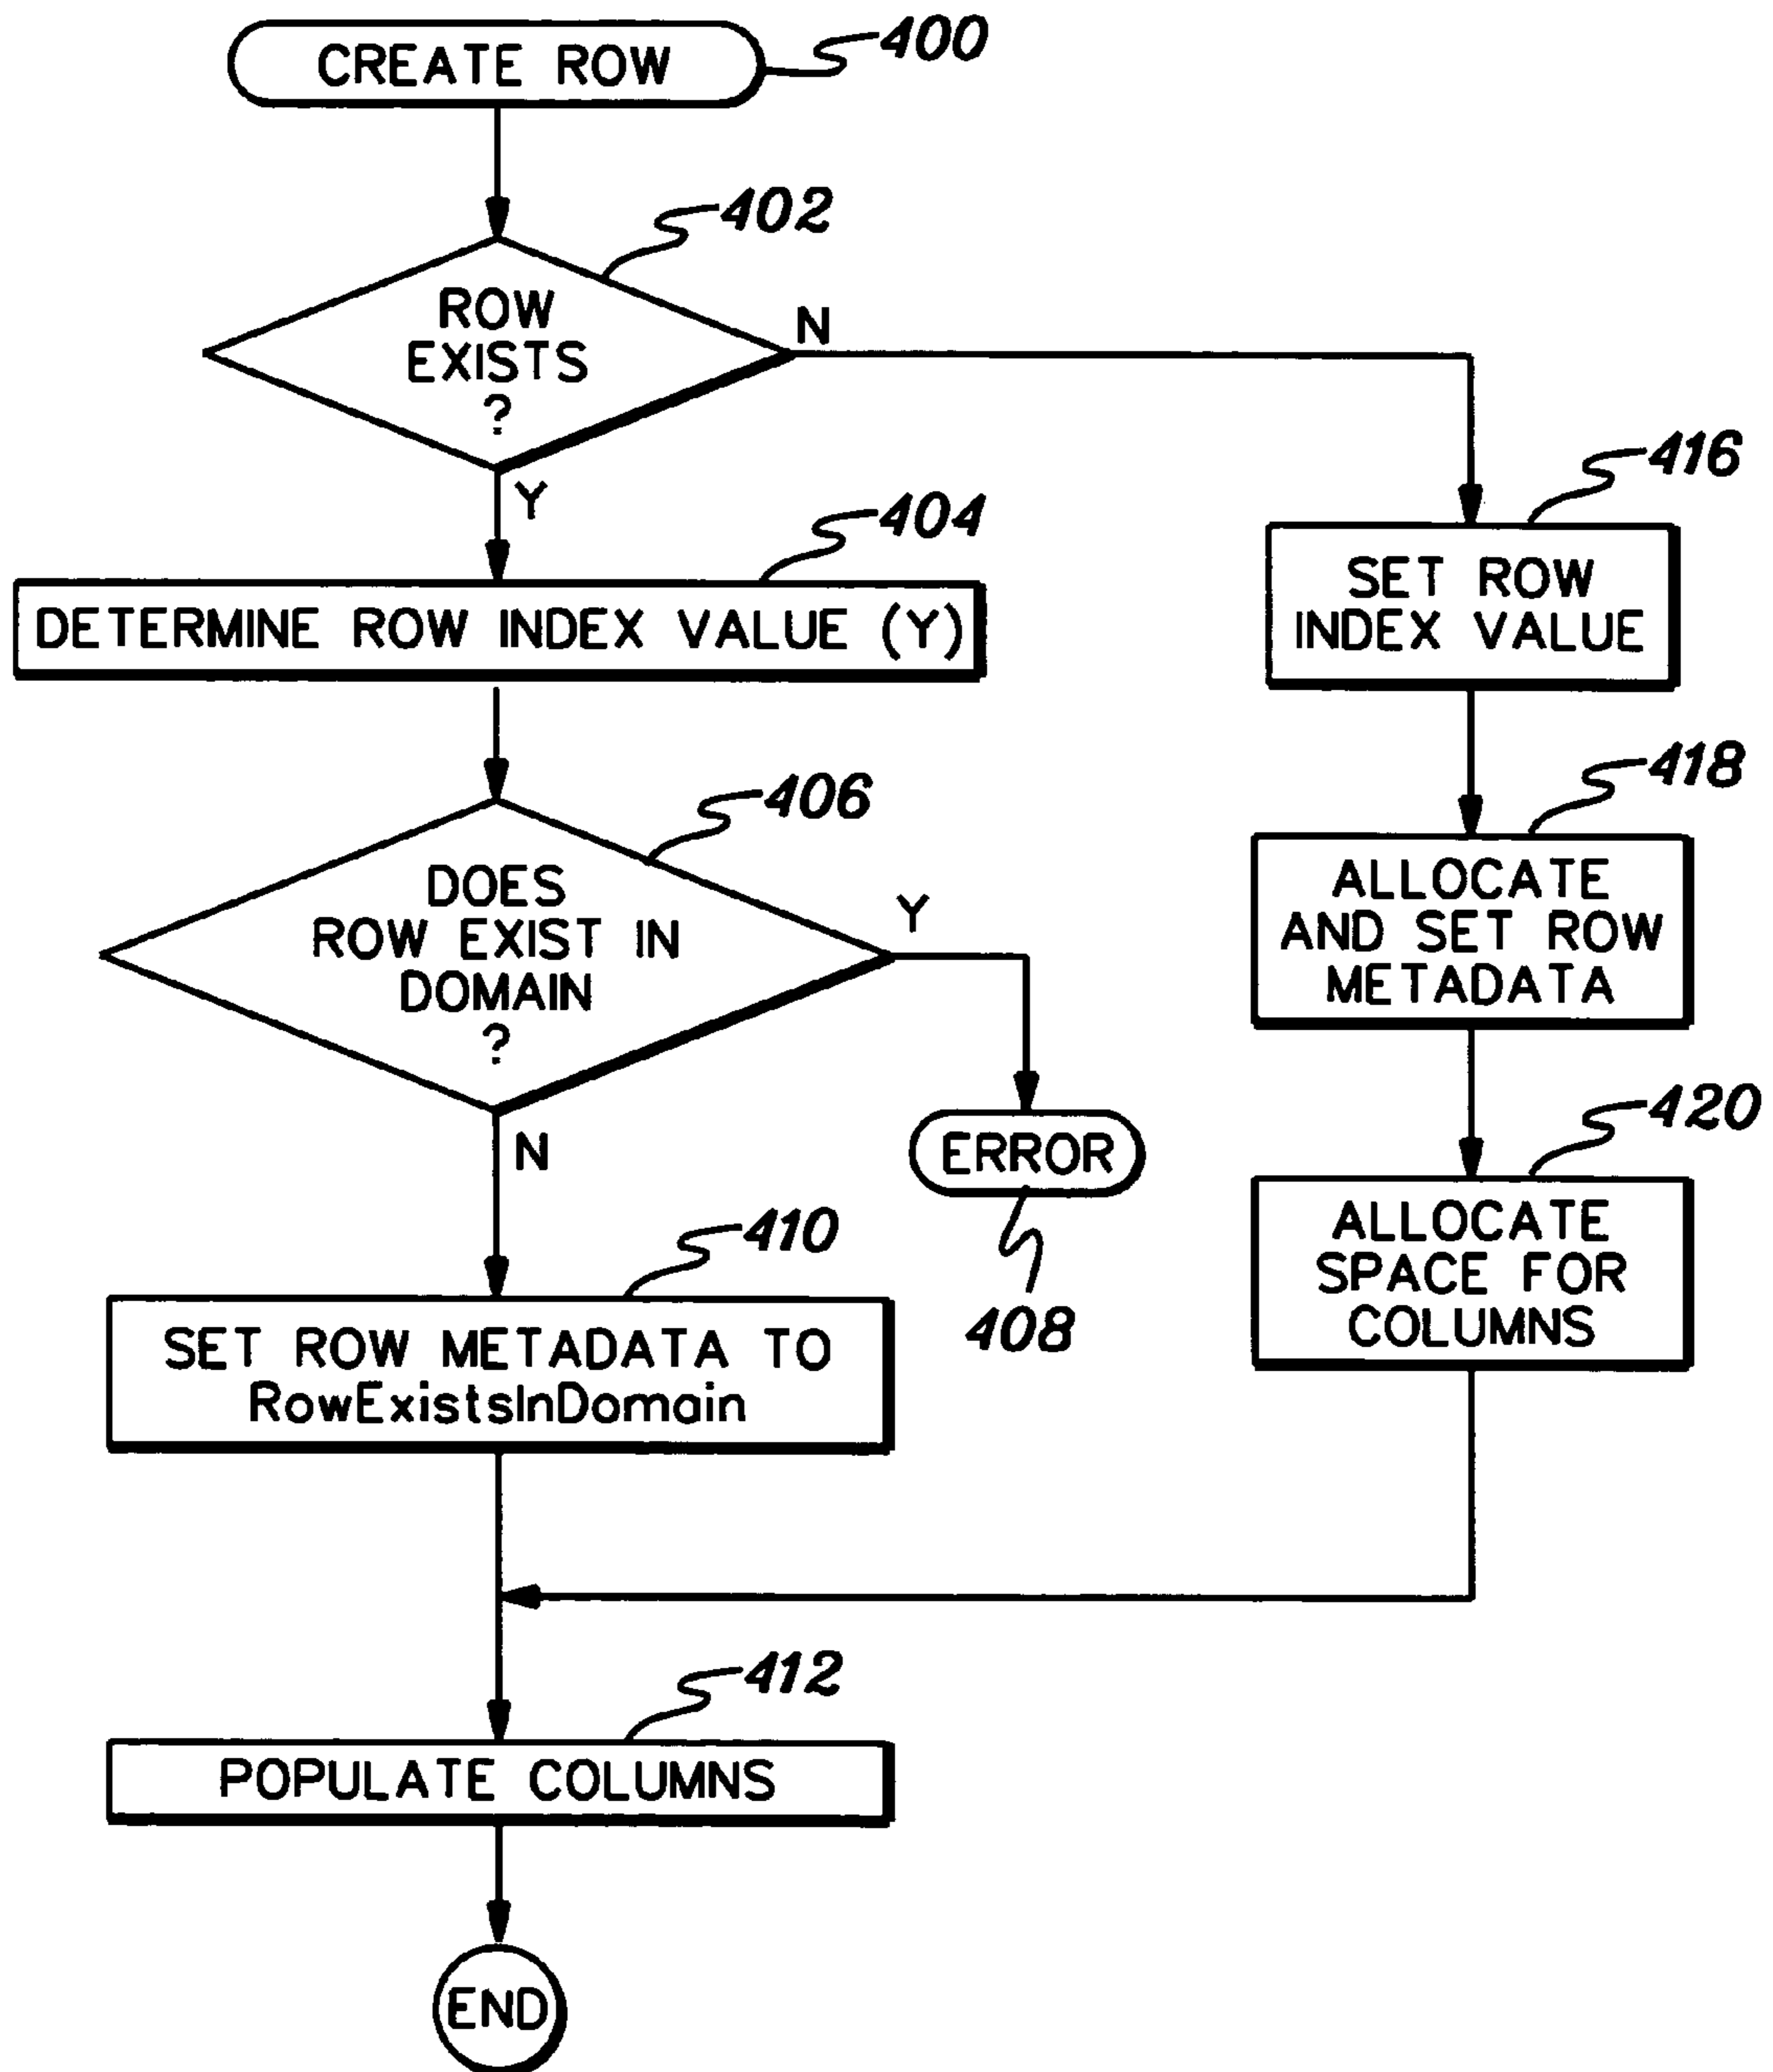 CREATE ROW
400
402
ROW
EXISTS
?
N
Y
404
416
DETERMINE ROW INDEX VALUE (Y)
SET ROW
INDEX VALUE
406
418
DOES
ROW EXIST IN
DOMAIN
?
Y
N
ALLOCATE
AND SET ROW
METADATA
ERROR
408
420
ALLOCATE
SPACE FOR
COLUMNS
410
SET ROW METADATA TO
RowExistsInDomain
412
POPULATE COLUMNS
END